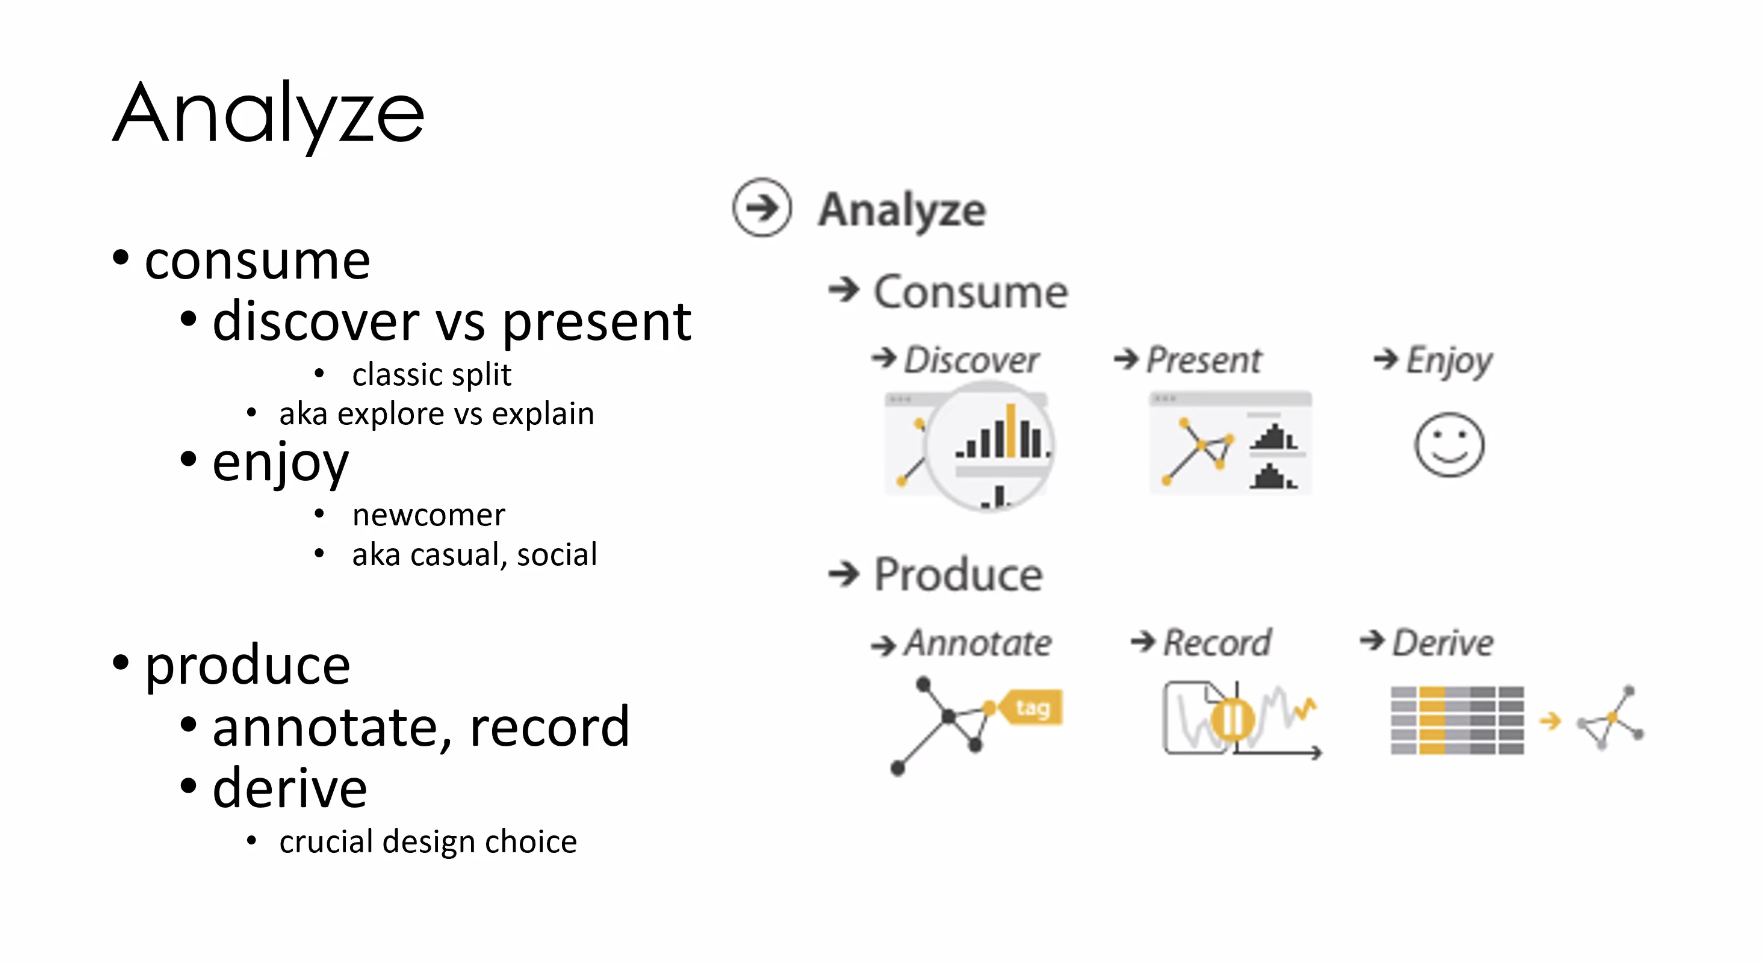 Analyze
• consume
• discover vs present
• classic split
• aka explore vs explain
• enjoy
• newcomer
• aka casual, social
• produce
• annotate, record
• derive
• crucial design choice
➔ Analyze
➔ Consume
➔ Discover ➔ Present ➔ Enjoy
➔ Produce
➔ Annotate ➔ Record ➔ Derive
tag